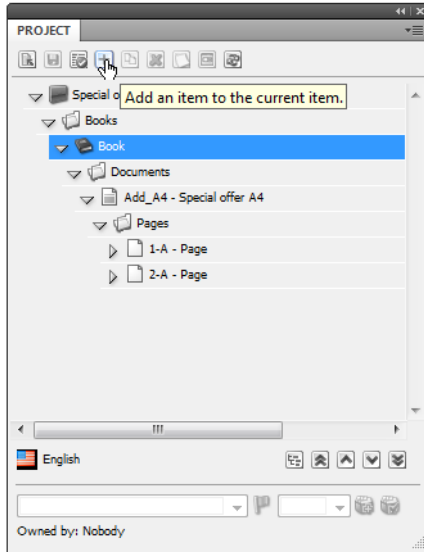 PROJECT
Special o
Add an item to the current item.
Books
Book
Documents
Add_A4 - Special offer A4
Pages
1-A - Page
2-A - Page
English
Owned by: Nobody